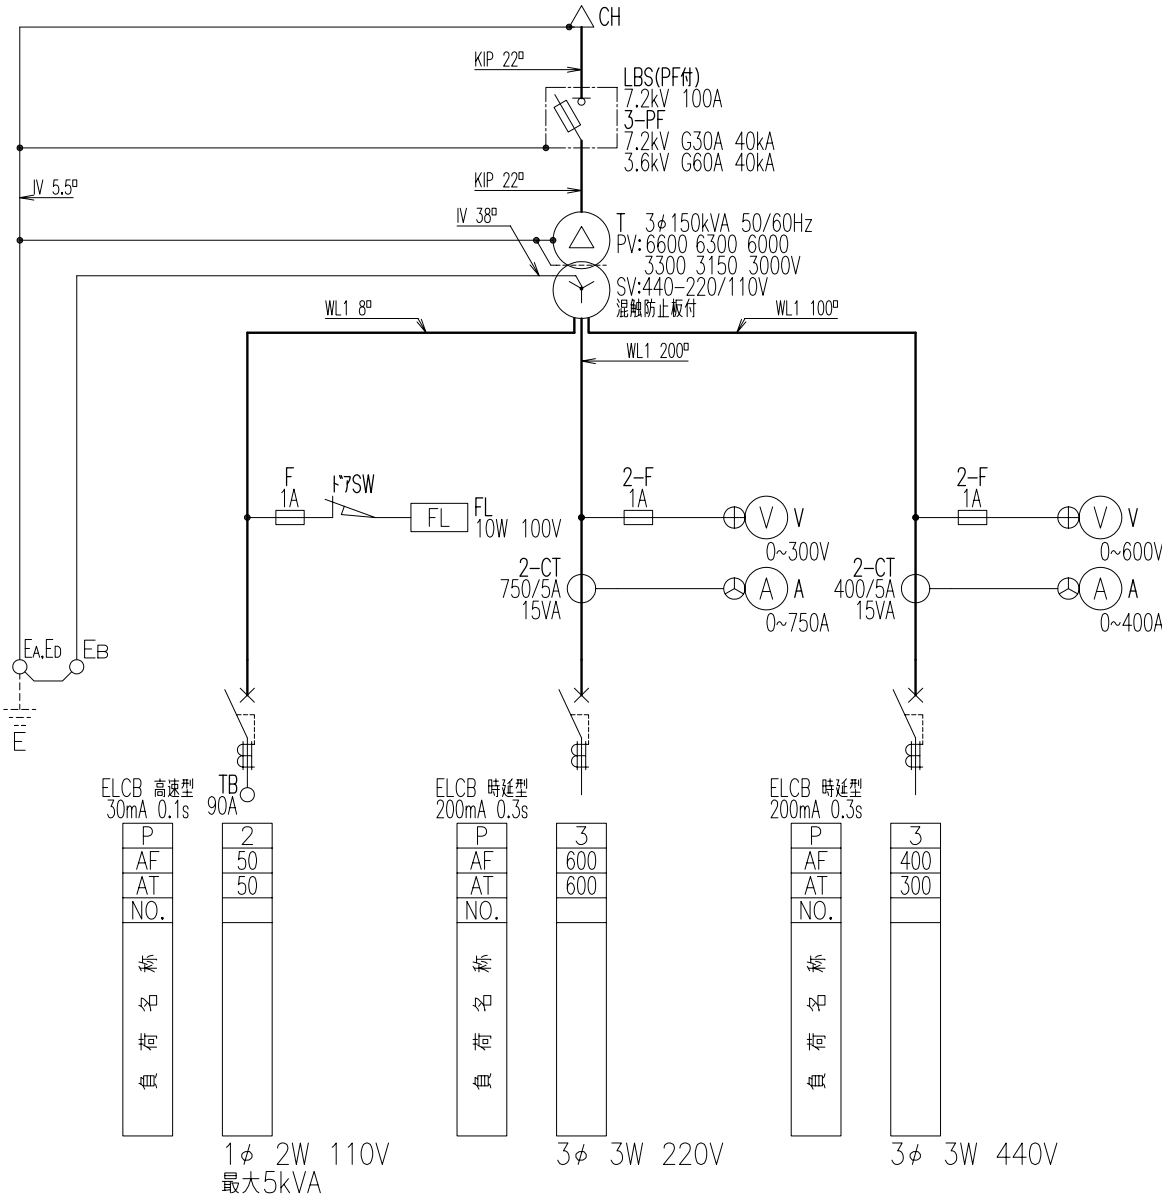 CH
KIP 22□
LBS(PF付)
7.2kV 100A
3-PF
7.2kV G30A 40kA
3.6kV G60A 40kA
KIP 22□
IV 5.5□
IV 38□
T 3φ150kVA 50/60Hz
PV:6600 6300 6000
3300 3150 3000V
SV:440-220/110V
混触防止板付
WL1 8□
WL1 100□
WL1 200□
F
1A
ドアSW
FL
FL
10W 100V
2-F
1A
V
V
0~300V
2-CT
750/5A
15VA
A
A
0~750A
2-F
1A
V
V
0~600V
2-CT
400/5A
15VA
A
A
0~400A
EA,ED
EB
E
ELCB 高速型
30mA 0.1s
TB
90A
P 2
AF 50
AT 50
NO.
負荷名称
1φ 2W 110V
最大5kVA
ELCB 時延型
200mA 0.3s
P 3
AF 600
AT 600
NO.
負荷名称
3φ 3W 220V
ELCB 時延型
200mA 0.3s
P 3
AF 400
AT 300
NO.
負荷名称
3φ 3W 440V